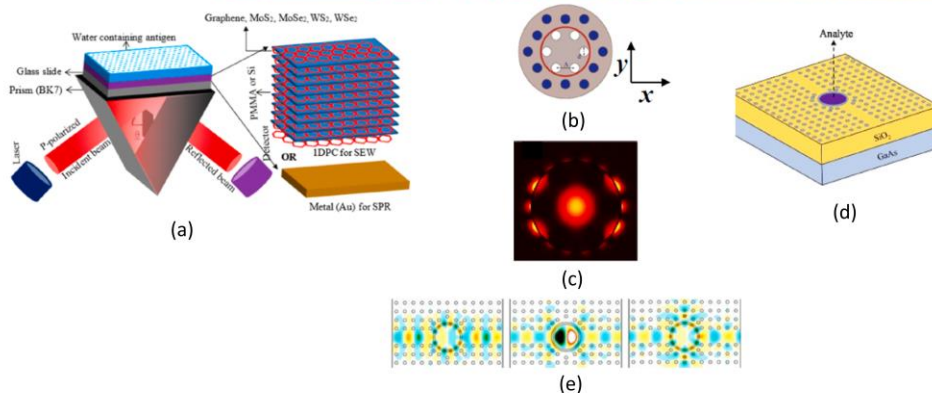 Graphene, MoS₂, MoSe₂, WS₂, WSe₂
Water containing antigen
Glass slide
Prism (BK7)
PMMA or Si
P-polarized
Incident beam
Laser
Detector
Reflected beam
OR
1DPC for SEW
Metal (Au) for SPR
(a)
y
x
(b)
(c)
Analyte
SiO₂
GaAs
(d)
(e)